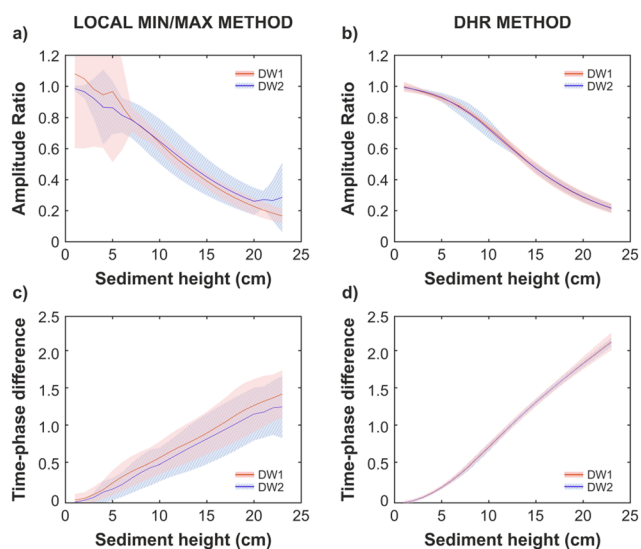 LOCAL MIN/MAX METHOD
DHR METHOD
a)
Amplitude Ratio
1.2
1.0
0.8
0.6
0.4
0.2
0
0
5
10
15
20
25
Sediment height (cm)
DW1
DW2
b)
Amplitude Ratio
1.2
1.0
0.8
0.6
0.4
0.2
0
0
5
10
15
20
25
Sediment height (cm)
DW1
DW2
c)
Time-phase difference
2.5
2.0
1.5
1.0
0.5
0
0
5
10
15
20
25
Sediment height (cm)
DW1
DW2
d)
Time-phase difference
2.5
2.0
1.5
1.0
0.5
0
0
5
10
15
20
25
Sediment height (cm)
DW1
DW2